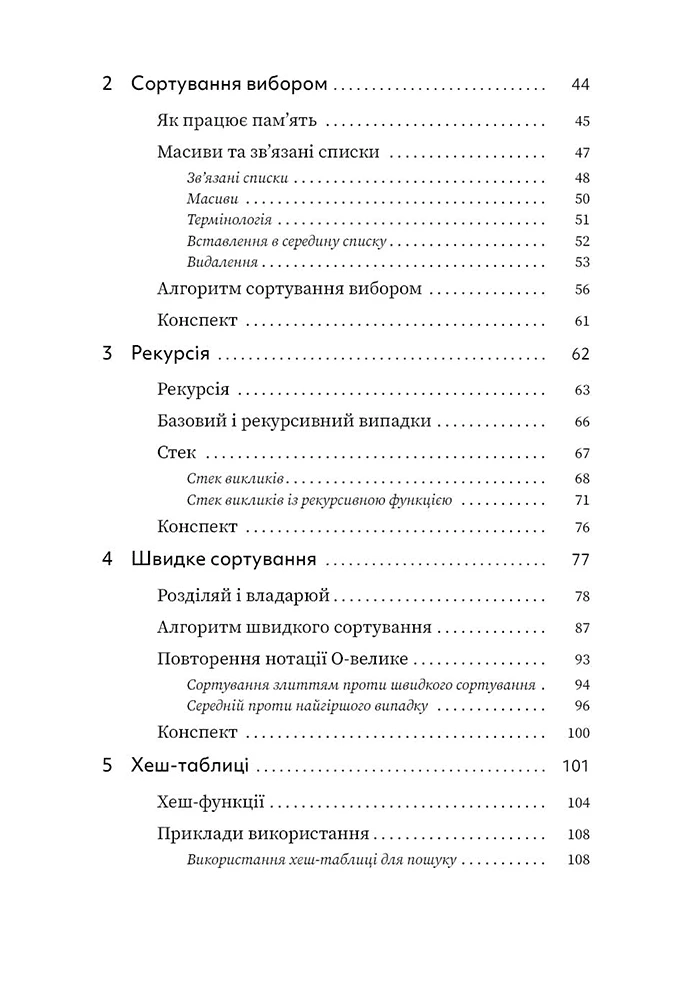 2 Сортування вибором 44
Як працює пам’ять 45
Масиви та зв’язані списки 47
Зв’язані списки 48
Масиви 50
Термінологія 51
Вставлення в середину списку 52
Видалення 53
Алгоритм сортування вибором 56
Конспект 61
3 Рекурсія 62
Рекурсія 63
Базовий і рекурсивний випадки 66
Стек 67
Стек викликів 68
Стек викликів із рекурсивною функцією 71
Конспект 76
4 Швидке сортування 77
Розділяй і владарюй 78
Алгоритм швидкого сортування 87
Повторення нотації О-велике 93
Сортування злиттям проти швидкого сортування 94
Середній проти найгіршого випадку 96
Конспект 100
5 Хеш-таблиці 101
Хеш-функції 104
Приклади використання 108
Використання хеш-таблиці для пошуку 108